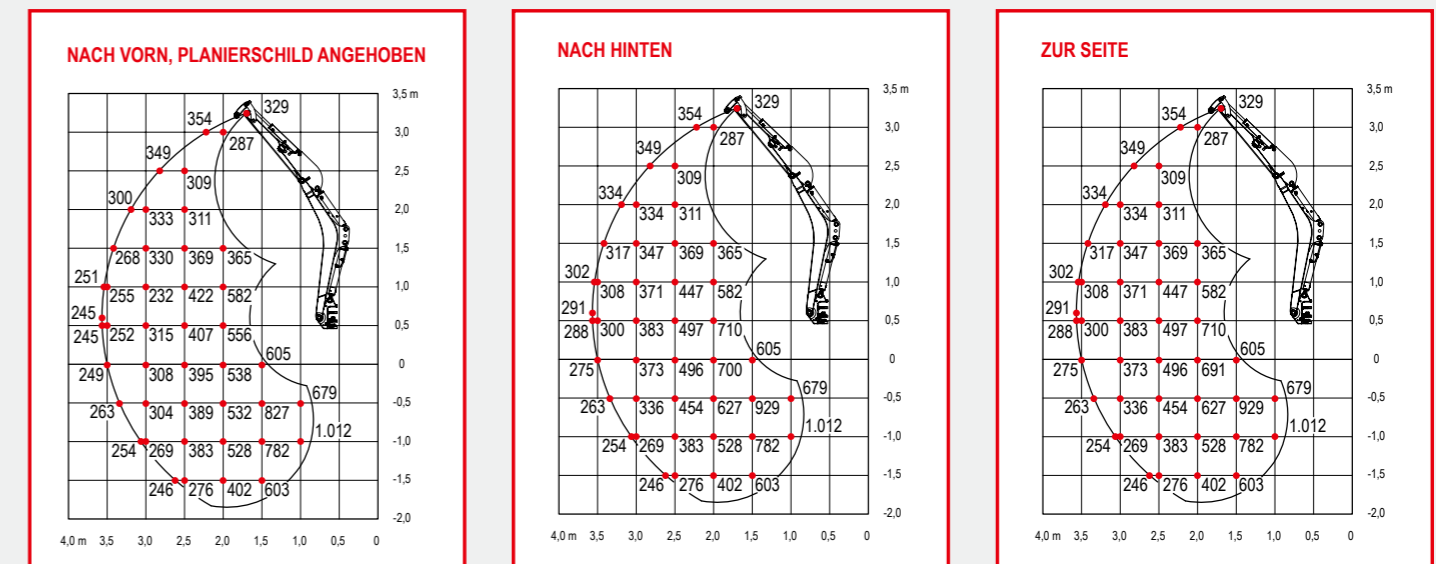 NACH VORN, PLANIERSCHILD ANGEHOBEN
3,5 m
329
354
3,0
287
349
2,5
309
300
2,0
333 311
1,5
268 330 369 365
251
1,0
255 232 422 582
245
0,5
245 252 315 407 556
605
0
249 308 395 538
679
-0,5
263 304 389 532 827
1.012
-1,0
254 269 383 528 782
-1,5
246 276 402 603
-2,0
4,0 m 3,5 3,0 2,5 2,0 1,5 1,0 0,5 0
NACH HINTEN
3,5 m
329
354
3,0
287
349
2,5
309
334
2,0
334 311
1,5
317 347 369 365
302
1,0
308 371 447 582
291
0,5
288 300 383 497 710
605
0
275 373 496 700
679
-0,5
263 336 454 627 929
1.012
-1,0
254 269 383 528 782
-1,5
246 276 402 603
-2,0
4,0 m 3,5 3,0 2,5 2,0 1,5 1,0 0,5 0
ZUR SEITE
3,5 m
329
354
3,0
287
349
2,5
309
334
2,0
334 311
1,5
317 347 369 365
302
1,0
308 371 447 582
291
0,5
288 300 383 497 710
605
0
275 373 496 691
679
-0,5
263 336 454 627 929
1.012
-1,0
254 269 383 528 782
-1,5
246 276 402 603
-2,0
4,0 m 3,5 3,0 2,5 2,0 1,5 1,0 0,5 0